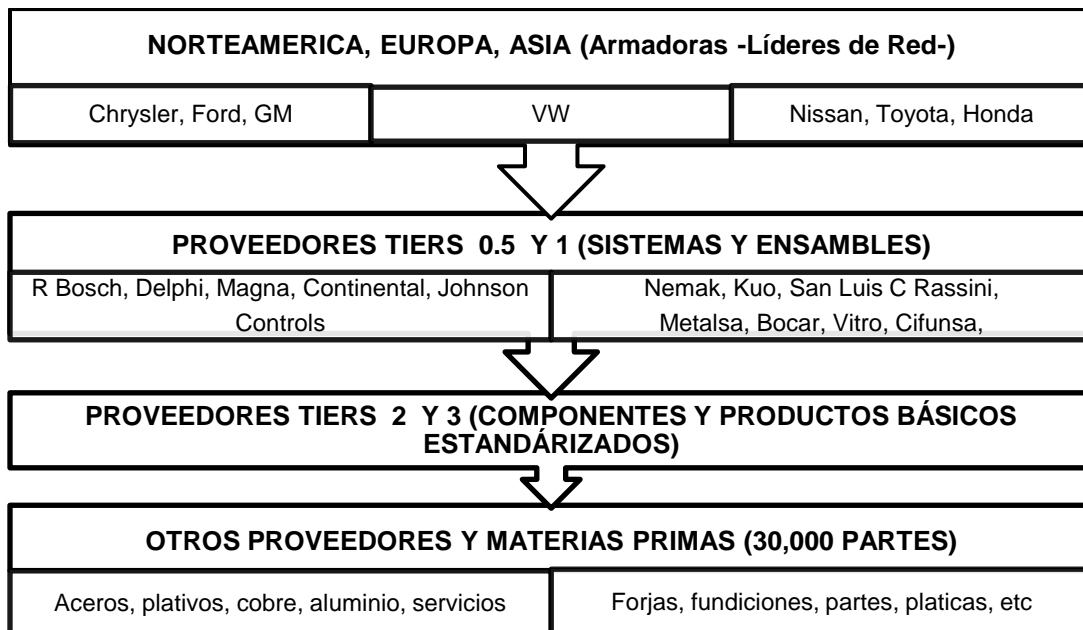 NORTEAMERICA, EUROPA, ASIA (Armadoras -Líderes de Red-)
Chrysler, Ford, GM
VW
Nissan, Toyota, Honda
PROVEEDORES TIERS 0.5 Y 1 (SISTEMAS Y ENSAMBLES)
R Bosch, Delphi, Magna, Continental, Johnson
Controls
Nemak, Kuo, San Luis C Rassini,
Metalsa, Bocar, Vitro, Cifunsa,
PROVEEDORES TIERS 2 Y 3 (COMPONENTES Y PRODUCTOS BÁSICOS
ESTANDÁRIZADOS)
OTROS PROVEEDORES Y MATERIAS PRIMAS (30,000 PARTES)
Aceros, plativos, cobre, aluminio, servicios
Forjas, fundiciones, partes, platicas, etc